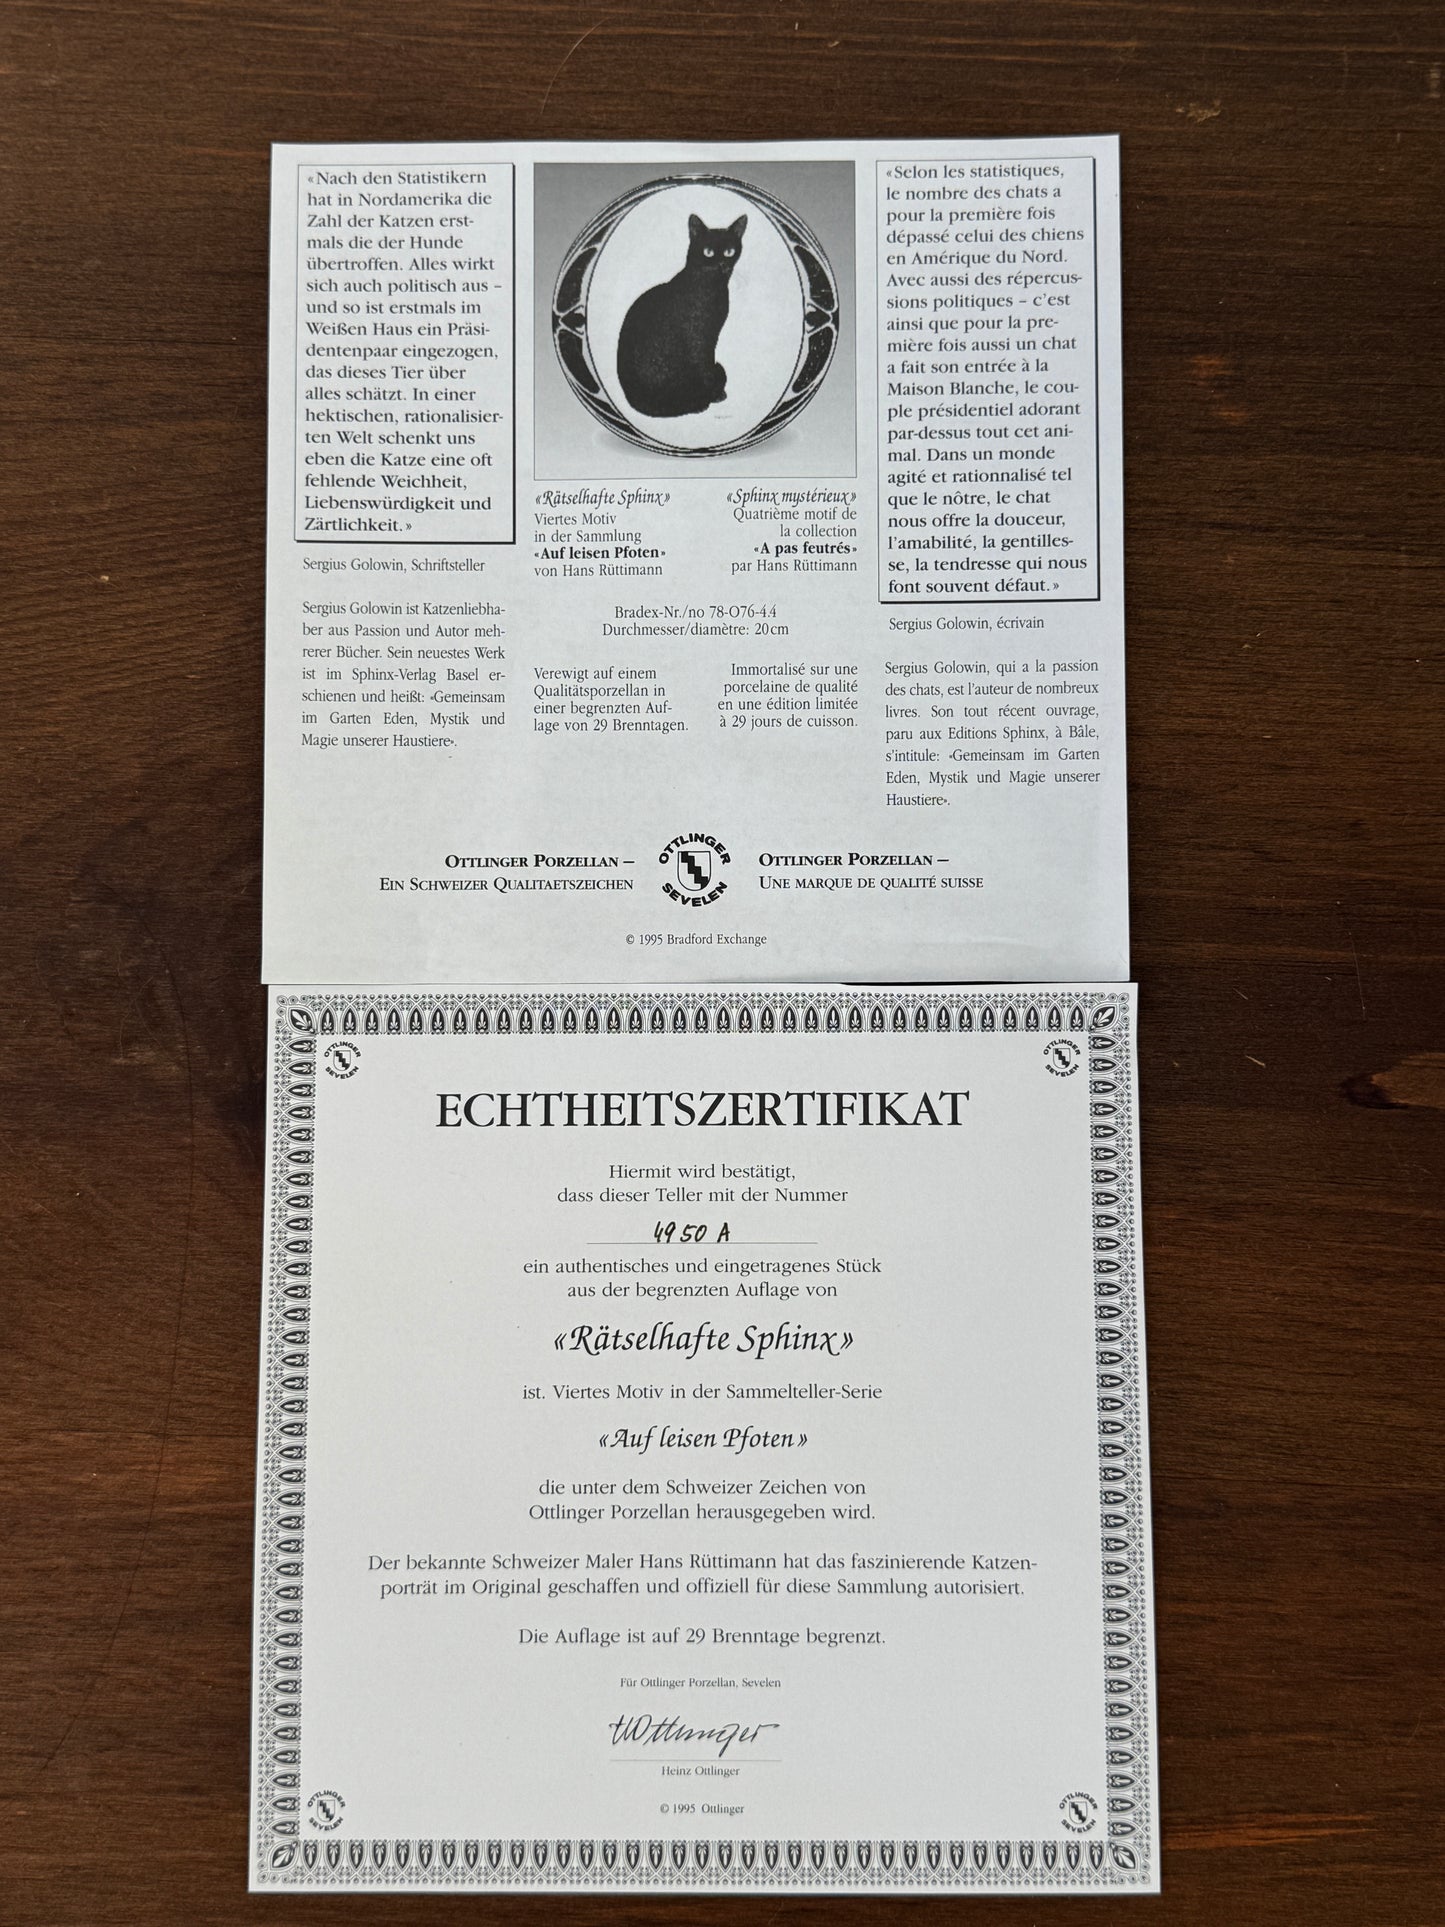 «Nach den Statistikern
hat in Nordamerika die
Zahl der Katzen erst-
mals die der Hunde
übertroffen. Alles wirkt
sich auch politisch aus –
und so ist erstmals im
Weißen Haus ein Präsi-
dentenpaar eingezogen,
das dieses Tier über
alles schätzt. In einer
hektischen, rationalisier-
ten Welt schenkt uns
eben die Katze eine oft
fehlende Weichheit,
Liebenswürdigkeit und
Zärtlichkeit.»
Sergius Golowin, Schriftsteller
Sergius Golowin ist Katzenliebha-
ber aus Passion und Autor meh-
rerer Bücher. Sein neuestes Werk
ist im Sphinx-Verlag Basel er-
schienen und heißt: «Gemeinsam
im Garten Eden, Mystik und
Magie unserer Haustiere».
«Rätselhafte Sphinx»
Viertes Motiv
in der Sammlung
«Auf leisen Pfoten»
von Hans Rüttimann
«Sphinx mystérieux»
Quatrième motif de
la collection
«A pas feutrés»
par Hans Rüttimann
Bradex-Nr./no 78-O76-4.4
Durchmesser/diamètre: 20cm
Verewigt auf einem
Qualitätsporzellan in
einer begrenzten Auf-
lage von 29 Brenntagen.
Immortalisé sur une
porcelaine de qualité
en une édition limitée
à 29 jours de cuisson.
«Selon les statistiques,
le nombre des chats a
pour la première fois
dépassé celui des chiens
en Amérique du Nord.
Avec aussi des répercus-
sions politiques – c'est
ainsi que pour la pre-
mière fois aussi un chat
a fait son entrée à la
Maison Blanche, le cou-
ple présidentiel adorant
par-dessus tout cet ani-
mal. Dans un monde
agité et rationnalisé tel
que le nôtre, le chat
nous offre la douceur,
l'amabilité, la gentilles-
se, la tendresse qui nous
font souvent défaut.»
Sergius Golowin, écrivain
Sergius Golowin, qui a la passion
des chats, est l'auteur de nombreux
livres. Son tout récent ouvrage,
paru aux Editions Sphinx, à Bâle,
s'intitule: «Gemeinsam im Garten
Eden, Mystik und Magie unserer
Haustiere».
OTTLINGER PORZELLAN –
EIN SCHWEIZER QUALITAETSZEICHEN
OTTLINGER
SEVELEN
OTTLINGER PORZELLAN –
UNE MARQUE DE QUALITÉ SUISSE
© 1995 Bradford Exchange
OTTLINGER
SEVELEN
OTTLINGER
SEVELEN
ECHTHEITSZERTIFIKAT
Hiermit wird bestätigt,
dass dieser Teller mit der Nummer
4950 A
ein authentisches und eingetragenes Stück
aus der begrenzten Auflage von
«Rätselhafte Sphinx»
ist. Viertes Motiv in der Sammelteller-Serie
«Auf leisen Pfoten»
die unter dem Schweizer Zeichen von
Ottlinger Porzellan herausgegeben wird.
Der bekannte Schweizer Maler Hans Rüttimann hat das faszinierende Katzen-
porträt im Original geschaffen und offiziell für diese Sammlung autorisiert.
Die Auflage ist auf 29 Brenntage begrenzt.
Für Ottlinger Porzellan, Sevelen
HOttlinger
Heinz Ottlinger
© 1995 Ottlinger
OTTLINGER
SEVELEN
OTTLINGER
SEVELEN